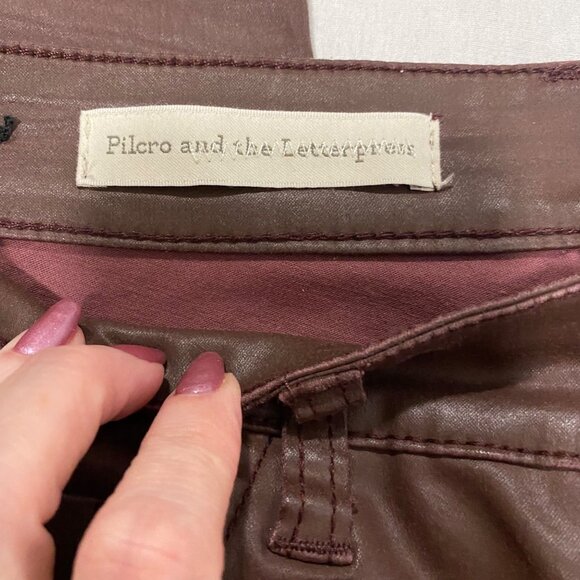 Pilcro and the Letterpress